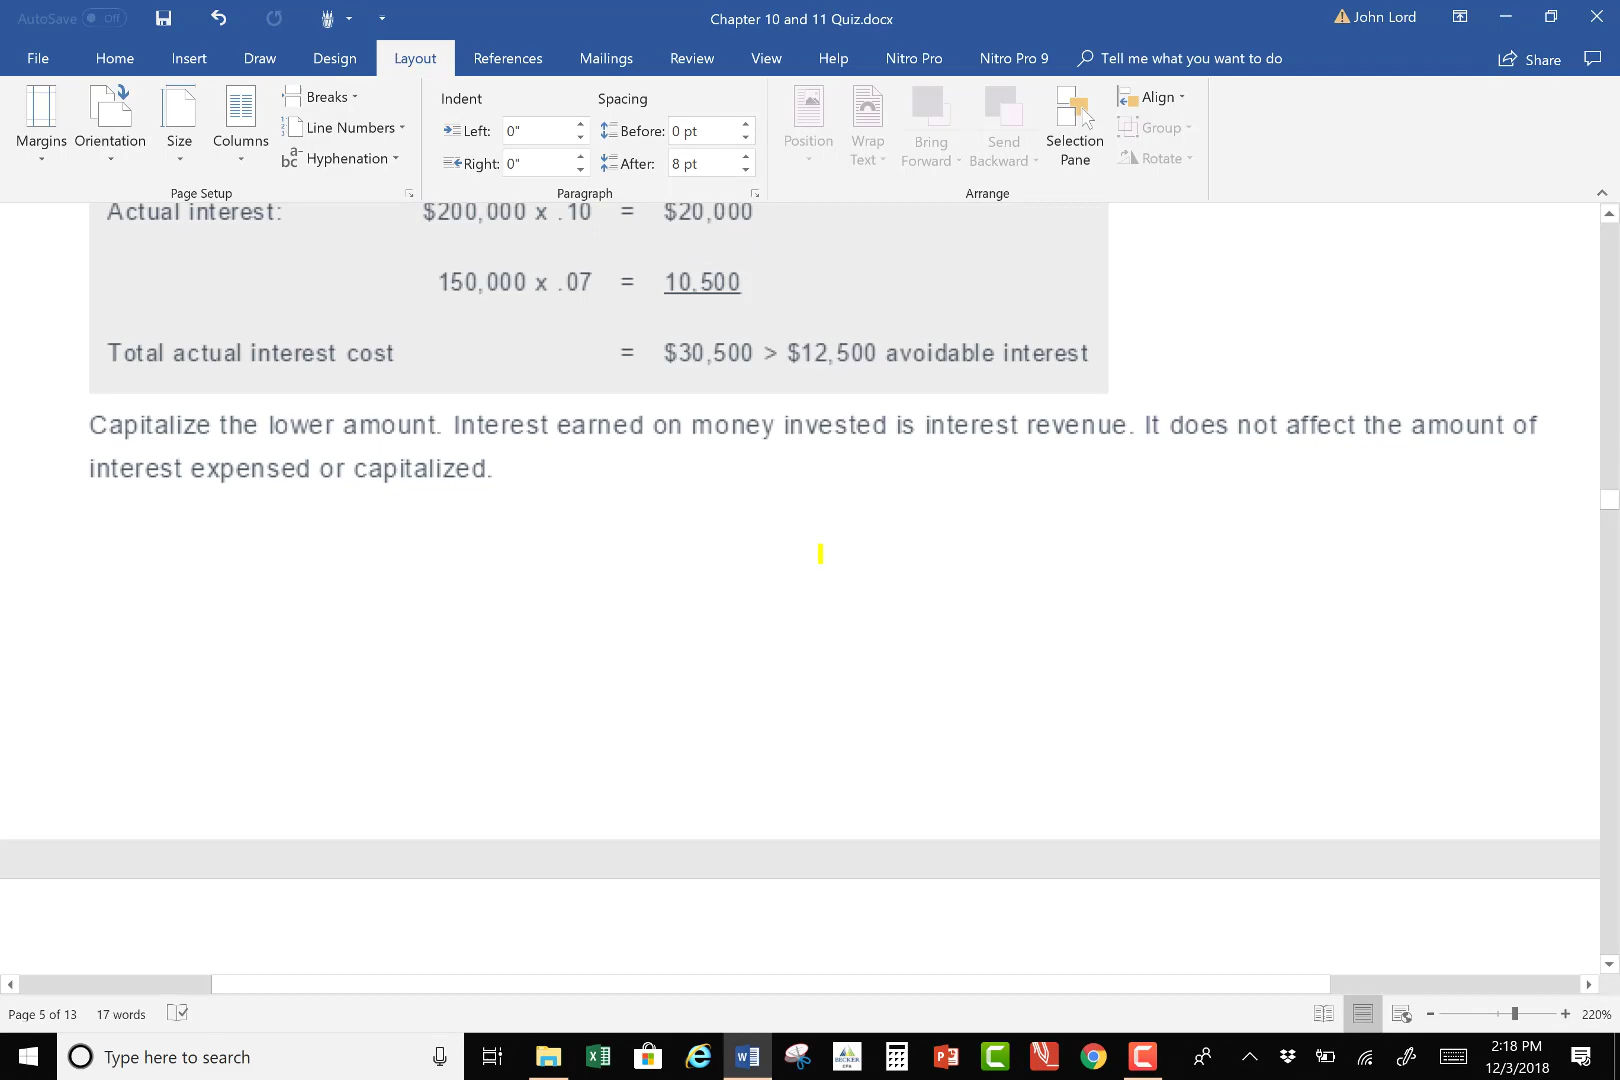 AutoSave Off
Chapter 10 and 11 Quiz.docx
John Lord
File Home Insert Draw Design Layout References Mailings Review View Help Nitro Pro Nitro Pro 9 Tell me what you want to do
Share
Margins
Orientation
Size
Columns
Breaks
Line Numbers
Hyphenation
Page Setup
Indent
Left: 0"
Right: 0"
Spacing
Before: 0 pt
After: 8 pt
Paragraph
Position
Wrap
Text
Bring
Forward
Send
Backward
Selection
Pane
Align
Group
Rotate
Arrange
Actual interest: $200,000 x .10 = $20,000
150,000 x .07 = 10,500
Total actual interest cost = $30,500 > $12,500 avoidable interest
Capitalize the lower amount. Interest earned on money invested is interest revenue. It does not affect the amount of
interest expensed or capitalized.
Page 5 of 13 17 words
220%
Type here to search
2:18 PM
12/3/2018